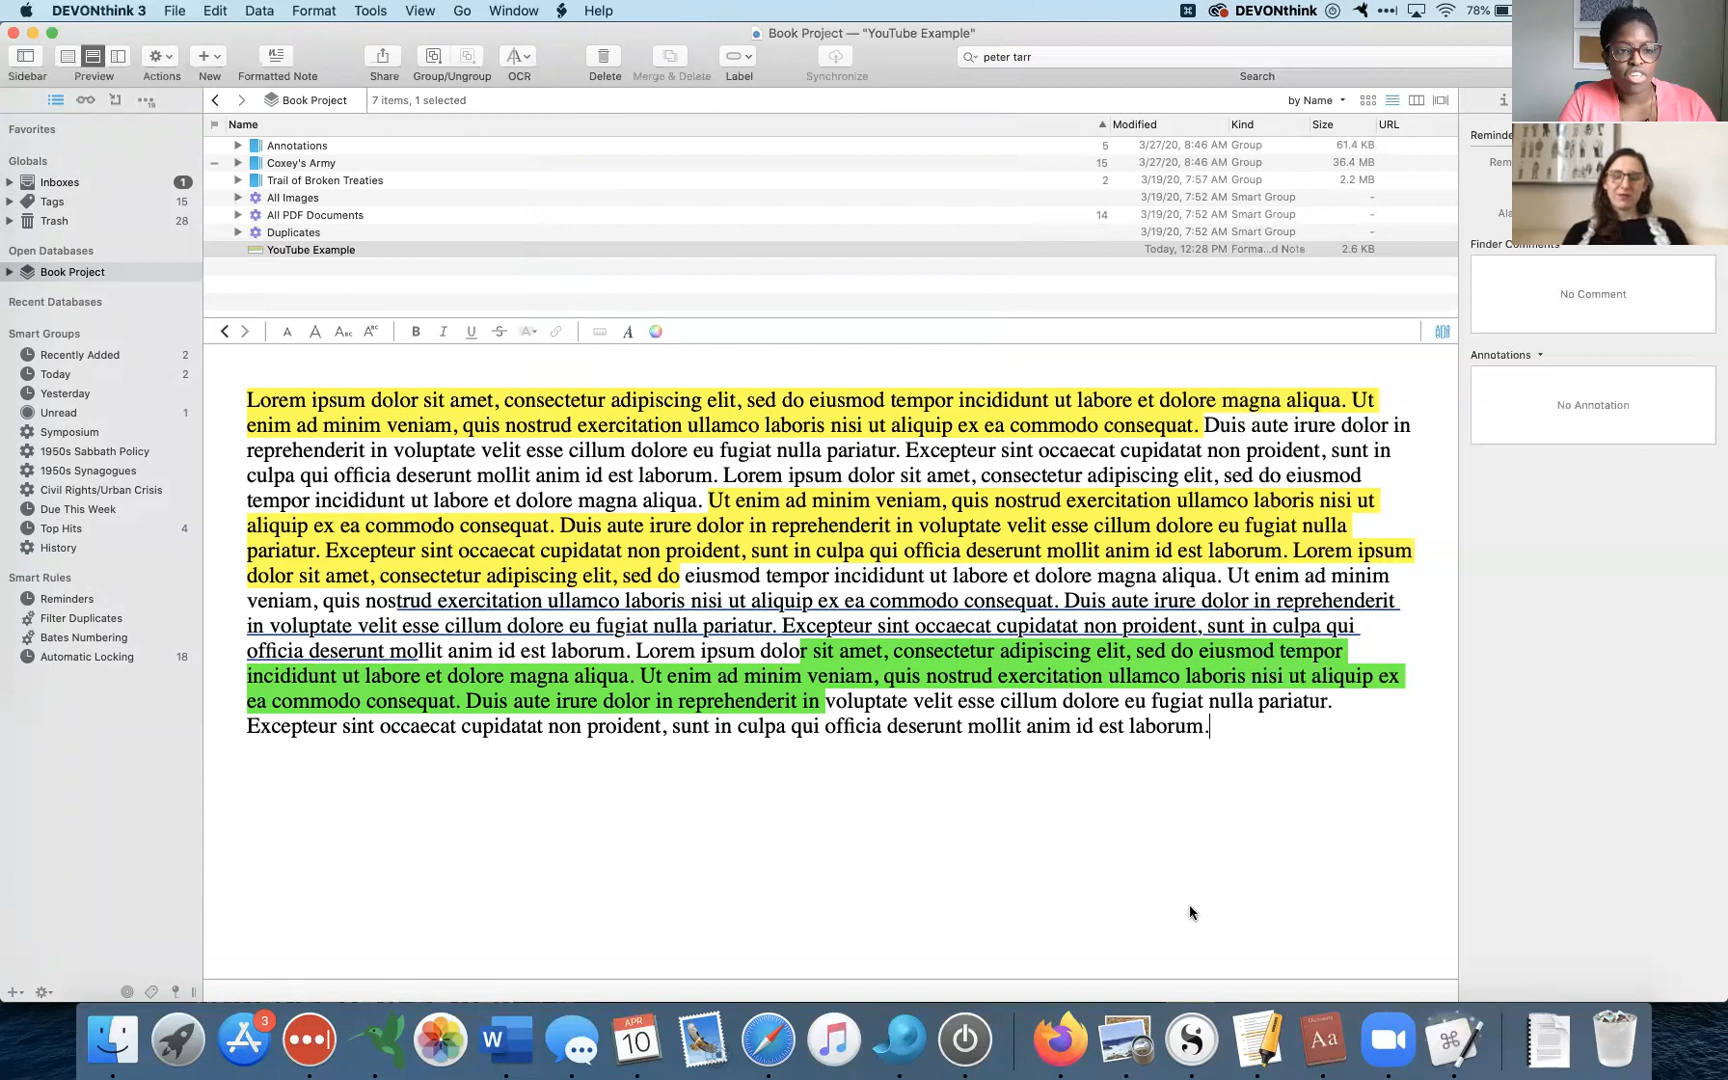 DEVONthink 3 File Edit Data Format Tools View Go Window Help DEVONthink 78%
Book Project — "YouTube Example"
peter tarr
Sidebar Preview Actions New Formatted Note Share Group/Ungroup OCR Delete Merge & Delete Label Synchronize Search
Book Project 7 items, 1 selected by Name
Name Modified Kind Size URL
Annotations 5 3/27/20, 8:46 AM Group 61.4 KB
Coxey's Army 15 3/27/20, 8:46 AM Group 36.4 MB
Trail of Broken Treaties 2 3/19/20, 7:57 AM Group 2.2 MB
All Images 3/19/20, 7:52 AM Smart Group -
All PDF Documents 14 3/19/20, 7:52 AM Smart Group -
Duplicates 3/19/20, 7:52 AM Smart Group -
YouTube Example Today, 12:28 PM Forma...d Note 2.6 KB
Favorites
Globals
Inboxes 1
Tags 15
Trash 28
Open Databases
Book Project
Recent Databases
Smart Groups
Recently Added 2
Today 2
Yesterday
Unread 1
Symposium
1950s Sabbath Policy
1950s Synagogues
Civil Rights/Urban Crisis
Due This Week
Top Hits 4
History
Smart Rules
Reminders
Filter Duplicates
Bates Numbering
Automatic Locking 18
Lorem ipsum dolor sit amet, consectetur adipiscing elit, sed do eiusmod tempor incididunt ut labore et dolore magna aliqua. Ut
enim ad minim veniam, quis nostrud exercitation ullamco laboris nisi ut aliquip ex ea commodo consequat. Duis aute irure dolor in
reprehenderit in voluptate velit esse cillum dolore eu fugiat nulla pariatur. Excepteur sint occaecat cupidatat non proident, sunt in
culpa qui officia deserunt mollit anim id est laborum. Lorem ipsum dolor sit amet, consectetur adipiscing elit, sed do eiusmod
tempor incididunt ut labore et dolore magna aliqua. Ut enim ad minim veniam, quis nostrud exercitation ullamco laboris nisi ut
aliquip ex ea commodo consequat. Duis aute irure dolor in reprehenderit in voluptate velit esse cillum dolore eu fugiat nulla
pariatur. Excepteur sint occaecat cupidatat non proident, sunt in culpa qui officia deserunt mollit anim id est laborum. Lorem ipsum
dolor sit amet, consectetur adipiscing elit, sed do eiusmod tempor incididunt ut labore et dolore magna aliqua. Ut enim ad minim
veniam, quis nostrud exercitation ullamco laboris nisi ut aliquip ex ea commodo consequat. Duis aute irure dolor in reprehenderit
in voluptate velit esse cillum dolore eu fugiat nulla pariatur. Excepteur sint occaecat cupidatat non proident, sunt in culpa qui
officia deserunt mollit anim id est laborum. Lorem ipsum dolor sit amet, consectetur adipiscing elit, sed do eiusmod tempor
incididunt ut labore et dolore magna aliqua. Ut enim ad minim veniam, quis nostrud exercitation ullamco laboris nisi ut aliquip ex
ea commodo consequat. Duis aute irure dolor in reprehenderit in voluptate velit esse cillum dolore eu fugiat nulla pariatur.
Excepteur sint occaecat cupidatat non proident, sunt in culpa qui officia deserunt mollit anim id est laborum.
Finder Comments
No Comment
Annotations
No Annotation
3
APR
10